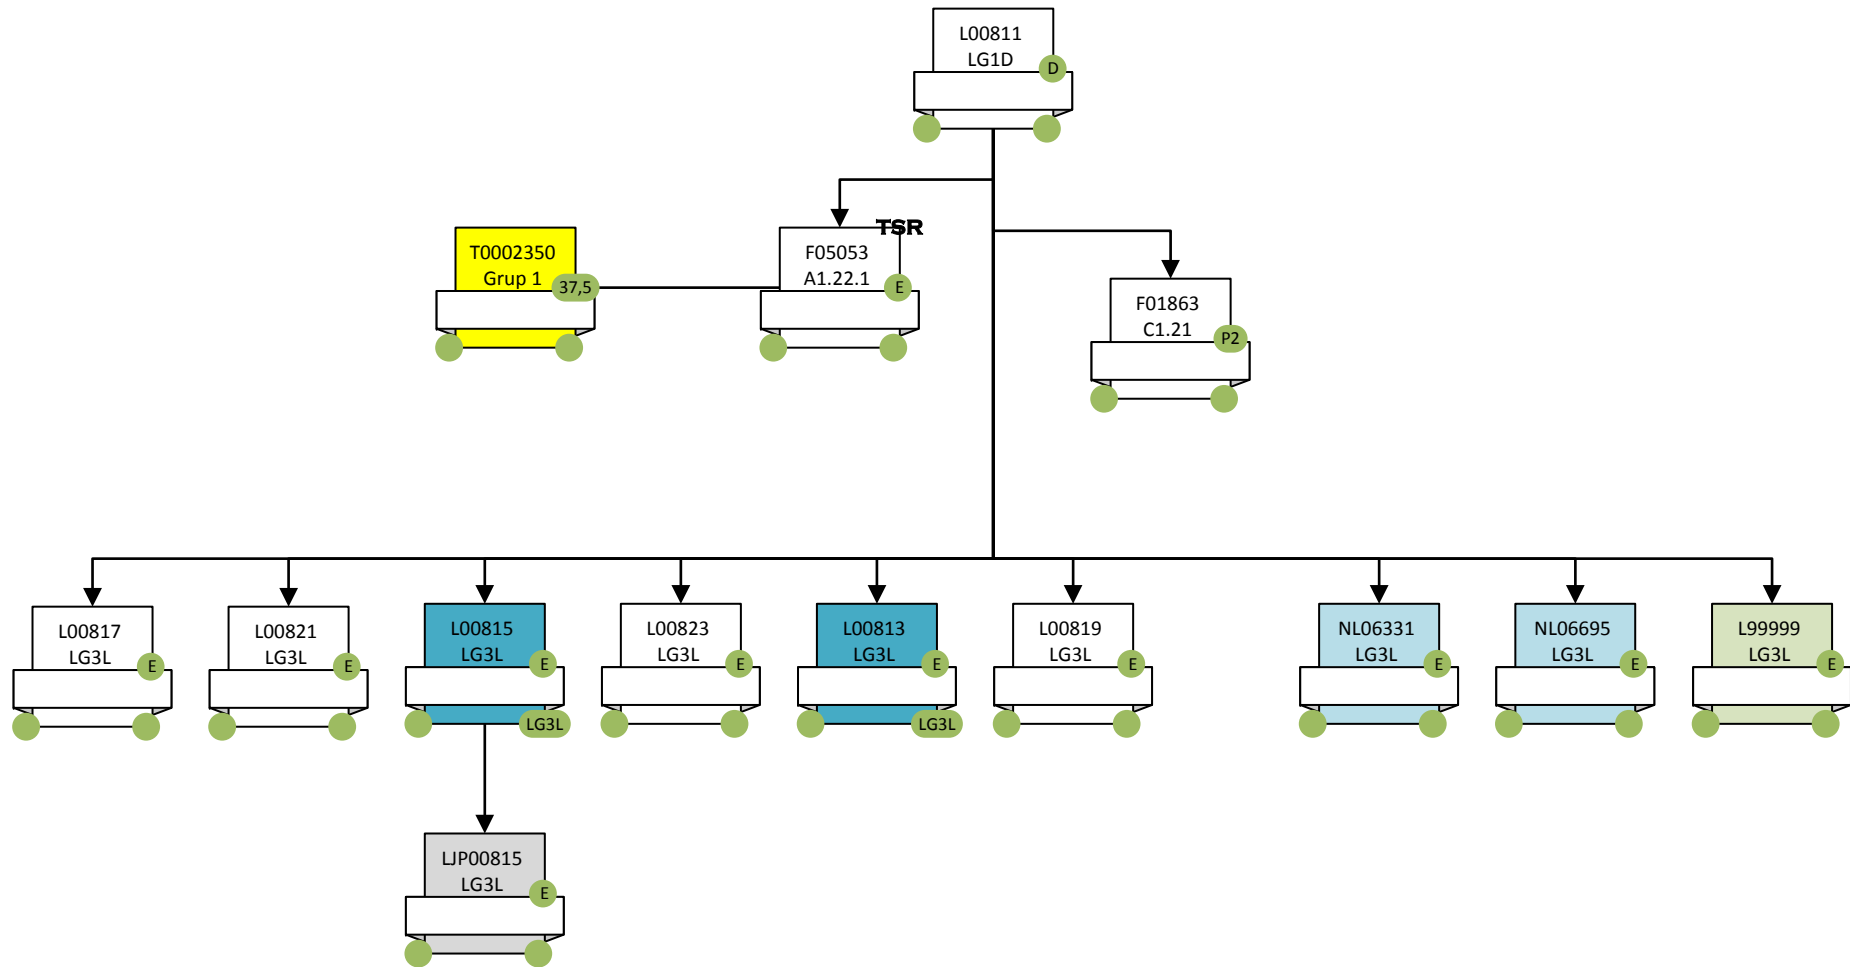 L00811
LG1D
D
TSR
T0002350
Grup 1
37,5
F05053
A1.22.1
E
F01863
C1.21
P2
L00817
LG3L
E
L00821
LG3L
E
L00815
LG3L
E
LG3L
L00823
LG3L
E
L00813
LG3L
E
LG3L
L00819
LG3L
E
NL06331
LG3L
E
NL06695
LG3L
E
L99999
LG3L
E
LJP00815
LG3L
E